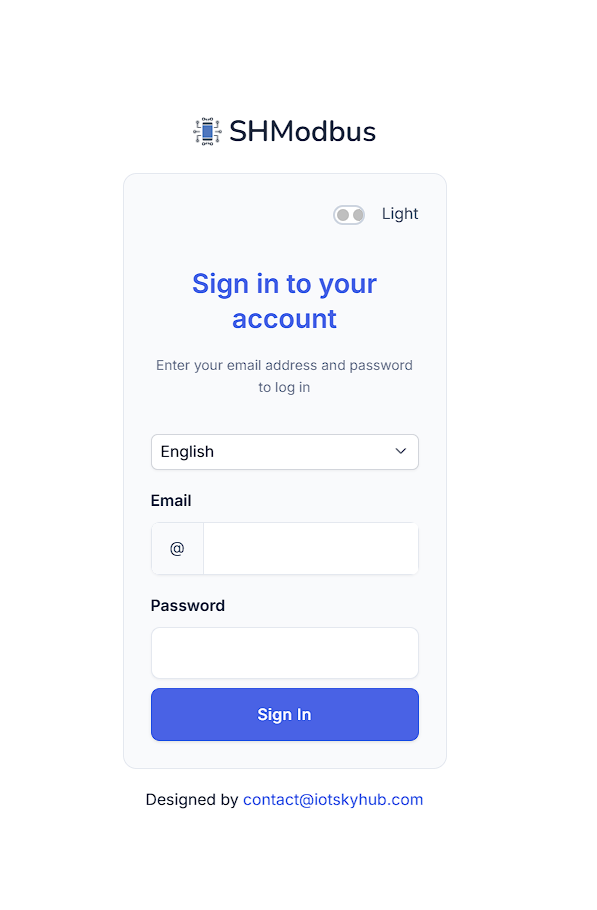 SHModbus
Light
Sign in to your
account
Enter your email address and password
to log in
English
Email
@
Password
Sign In
Designed by contact@iotskyhub.com